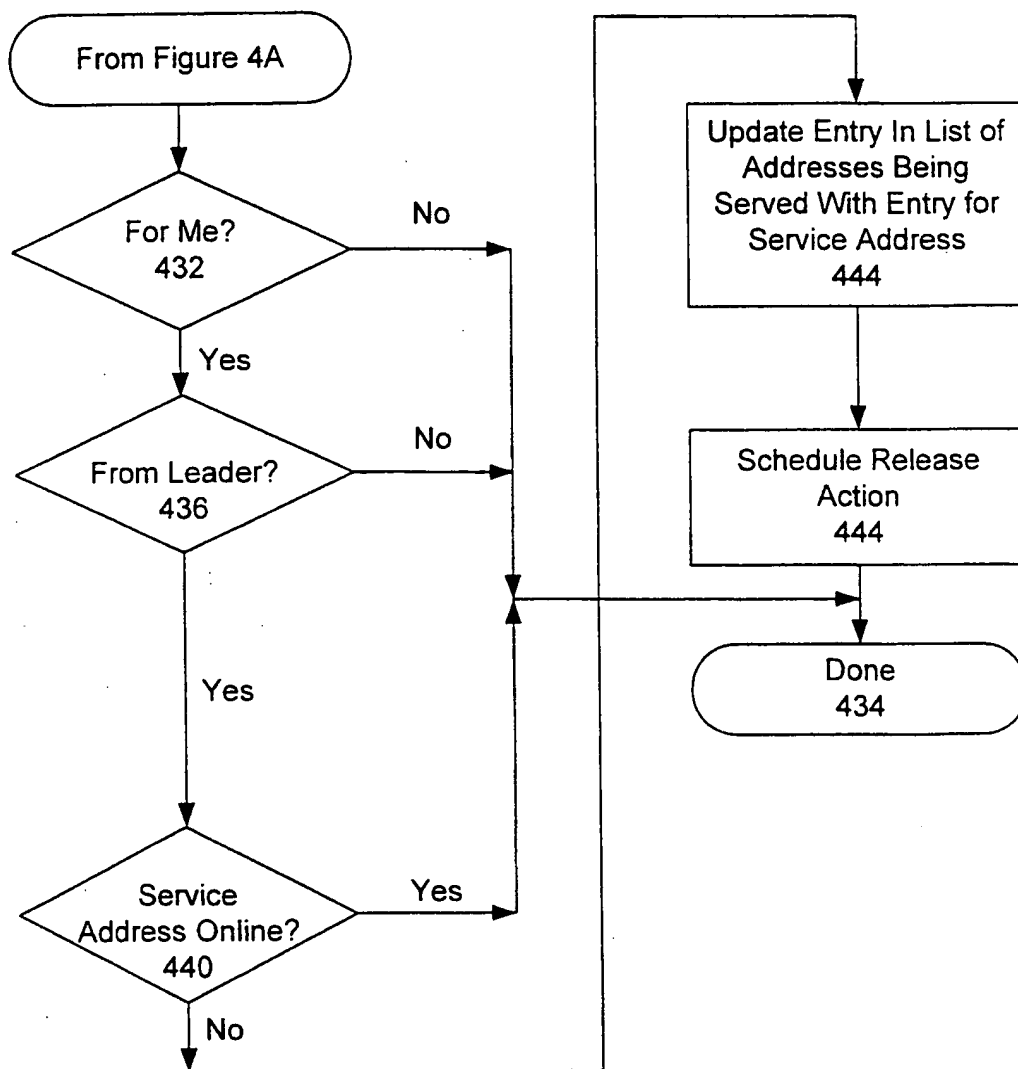 From Figure 4A
For Me?
432
No
Yes
From Leader?
436
No
Yes
Service
Address Online?
440
Yes
No
Update Entry In List of
Addresses Being
Served With Entry for
Service Address
444
Schedule Release
Action
444
Done
434